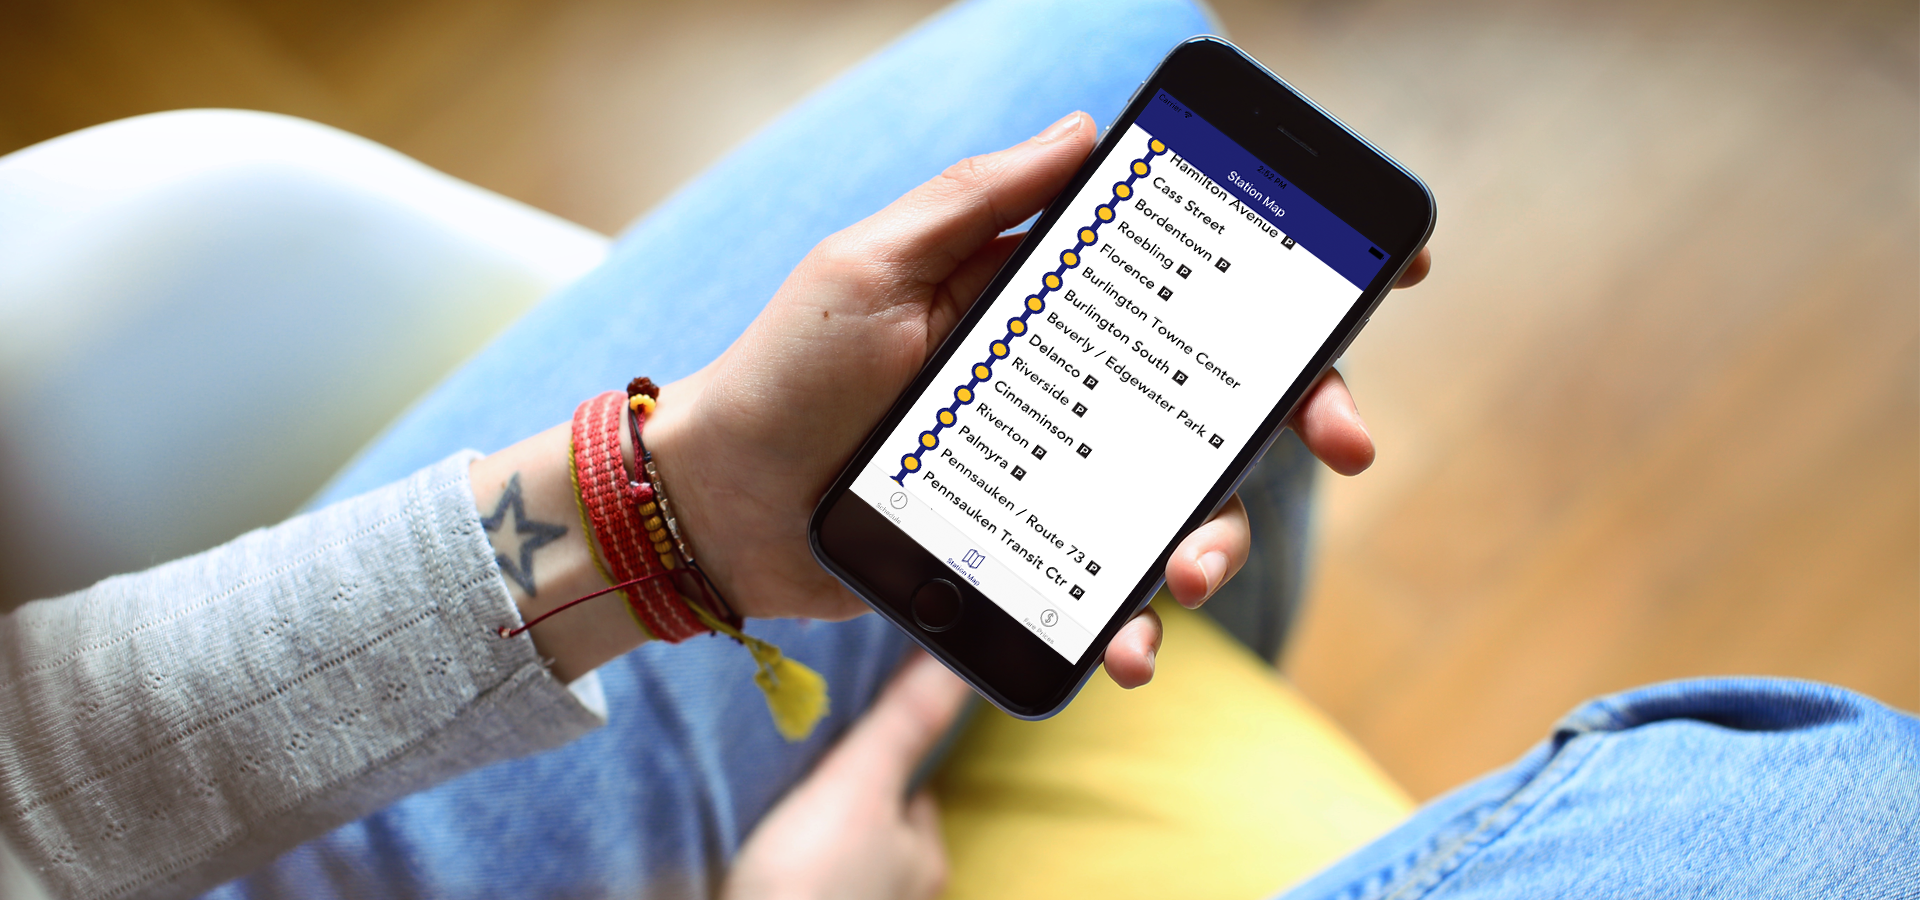 Carrier
2:52 PM
Station Map
Hamilton Avenue P
Cass Street
Bordentown P
Roebling P
Florence P
Burlington Towne Center
Burlington South P
Beverly / Edgewater Park P
Delanco P
Riverside P
Cinnaminson P
Riverton P
Palmyra P
Pennsauken / Route 73 P
Pennsauken Transit Ctr P
Schedule
Station Map
Fare Prices